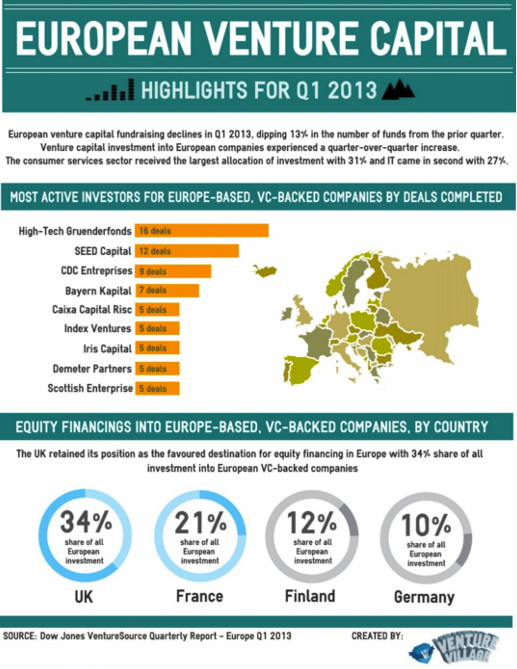 EUROPEAN VENTURE CAPITAL
HIGHLIGHTS FOR Q1 2013
European venture capital fundraising declines in Q1 2013, dipping 13% in the number of funds from the prior quarter.
Venture capital investment into European companies experienced a quarter-over-quarter increase.
The consumer services sector received the largest allocation of investment with 31% and IT came in second with 27%.
MOST ACTIVE INVESTORS FOR EUROPE-BASED, VC-BACKED COMPANIES BY DEALS COMPLETED
High-Tech Gruenderfonds 16 deals
SEED Capital 12 deals
CDC Entreprises 9 deals
Bayern Kapital 7 deals
Caixa Capital Risc 5 deals
Index Ventures 5 deals
Iris Capital 5 deals
Demeter Partners 5 deals
Scottish Enterprise 5 deals
EQUITY FINANCINGS INTO EUROPE-BASED, VC-BACKED COMPANIES, BY COUNTRY
The UK retained its position as the favoured destination for equity financing in Europe with 34% share of all
investment into European VC-backed companies
34%
share of all
European
investment
UK
21%
share of all
European
investment
France
12%
share of all
European
investment
Finland
10%
share of all
European
investment
Germany
SOURCE: Dow Jones VentureSource Quarterly Report - Europe Q1 2013
CREATED BY:
VENTURE
VILLAGE